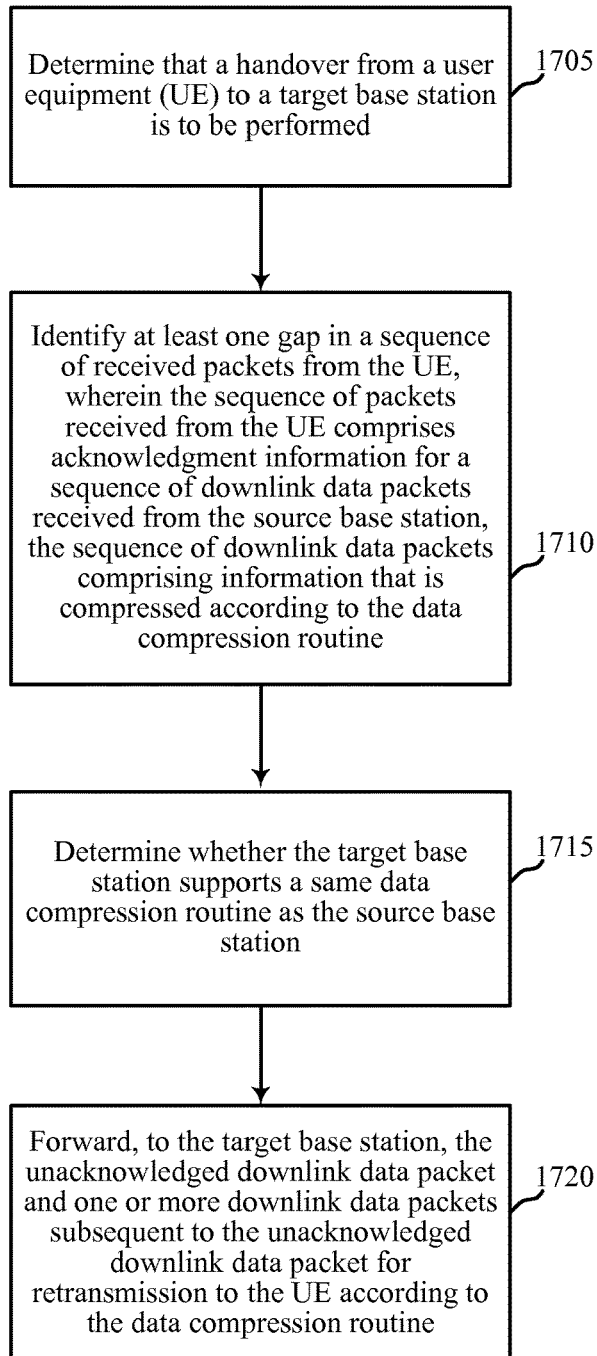 Determine that a handover from a user
equipment (UE) to a target base station
is to be performed
1705
Identify at least one gap in a sequence
of received packets from the UE,
wherein the sequence of packets
received from the UE comprises
acknowledgment information for a
sequence of downlink data packets
received from the source base station,
the sequence of downlink data packets
comprising information that is
compressed according to the data
compression routine
1710
Determine whether the target base
station supports a same data
compression routine as the source base
station
1715
Forward, to the target base station, the
unacknowledged downlink data packet
and one or more downlink data packets
subsequent to the unacknowledged
downlink data packet for
retransmission to the UE according to
the data compression routine
1720